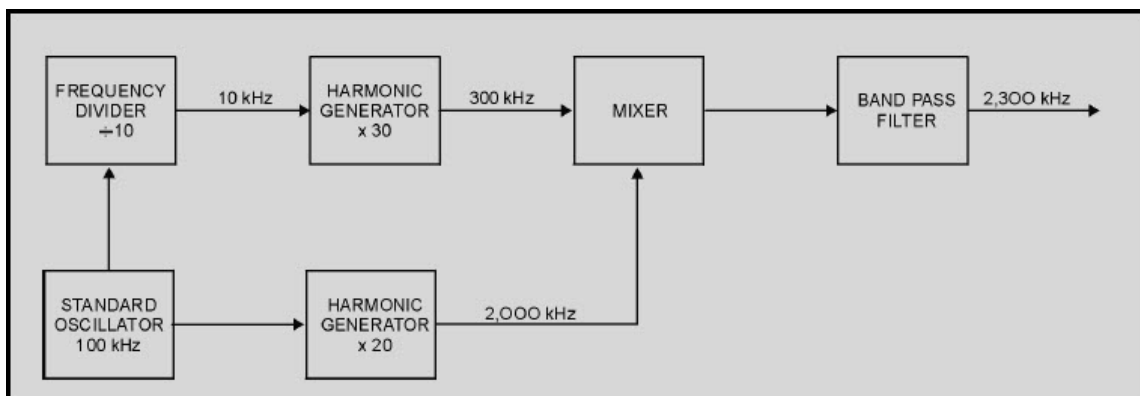 FREQUENCY
DIVIDER
÷10
10 kHz
HARMONIC
GENERATOR
x 30
300 kHz
MIXER
BAND PASS
FILTER
2,300 kHz
STANDARD
OSCILLATOR
100 kHz
HARMONIC
GENERATOR
x 20
2,000 kHz